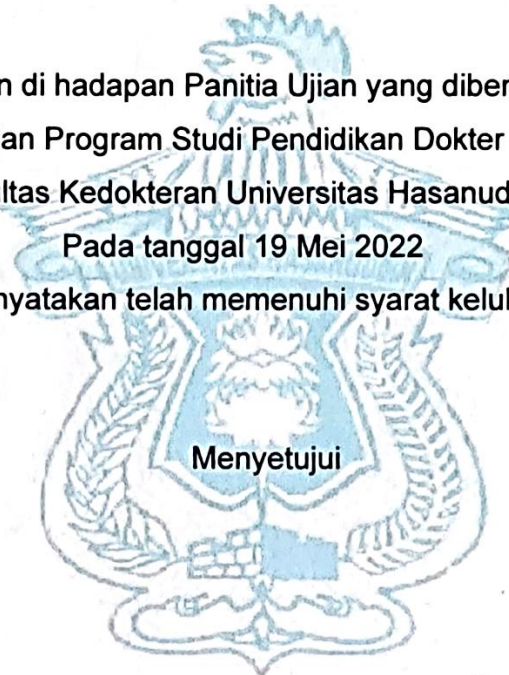 n di hadapan Panitia Ujian yang diben
an Program Studi Pendidikan Dokter
ltas Kedokteran Universitas Hasanud
Pada tanggal 19 Mei 2022
nyatakan telah memenuhi syarat kelul
Menyetujui